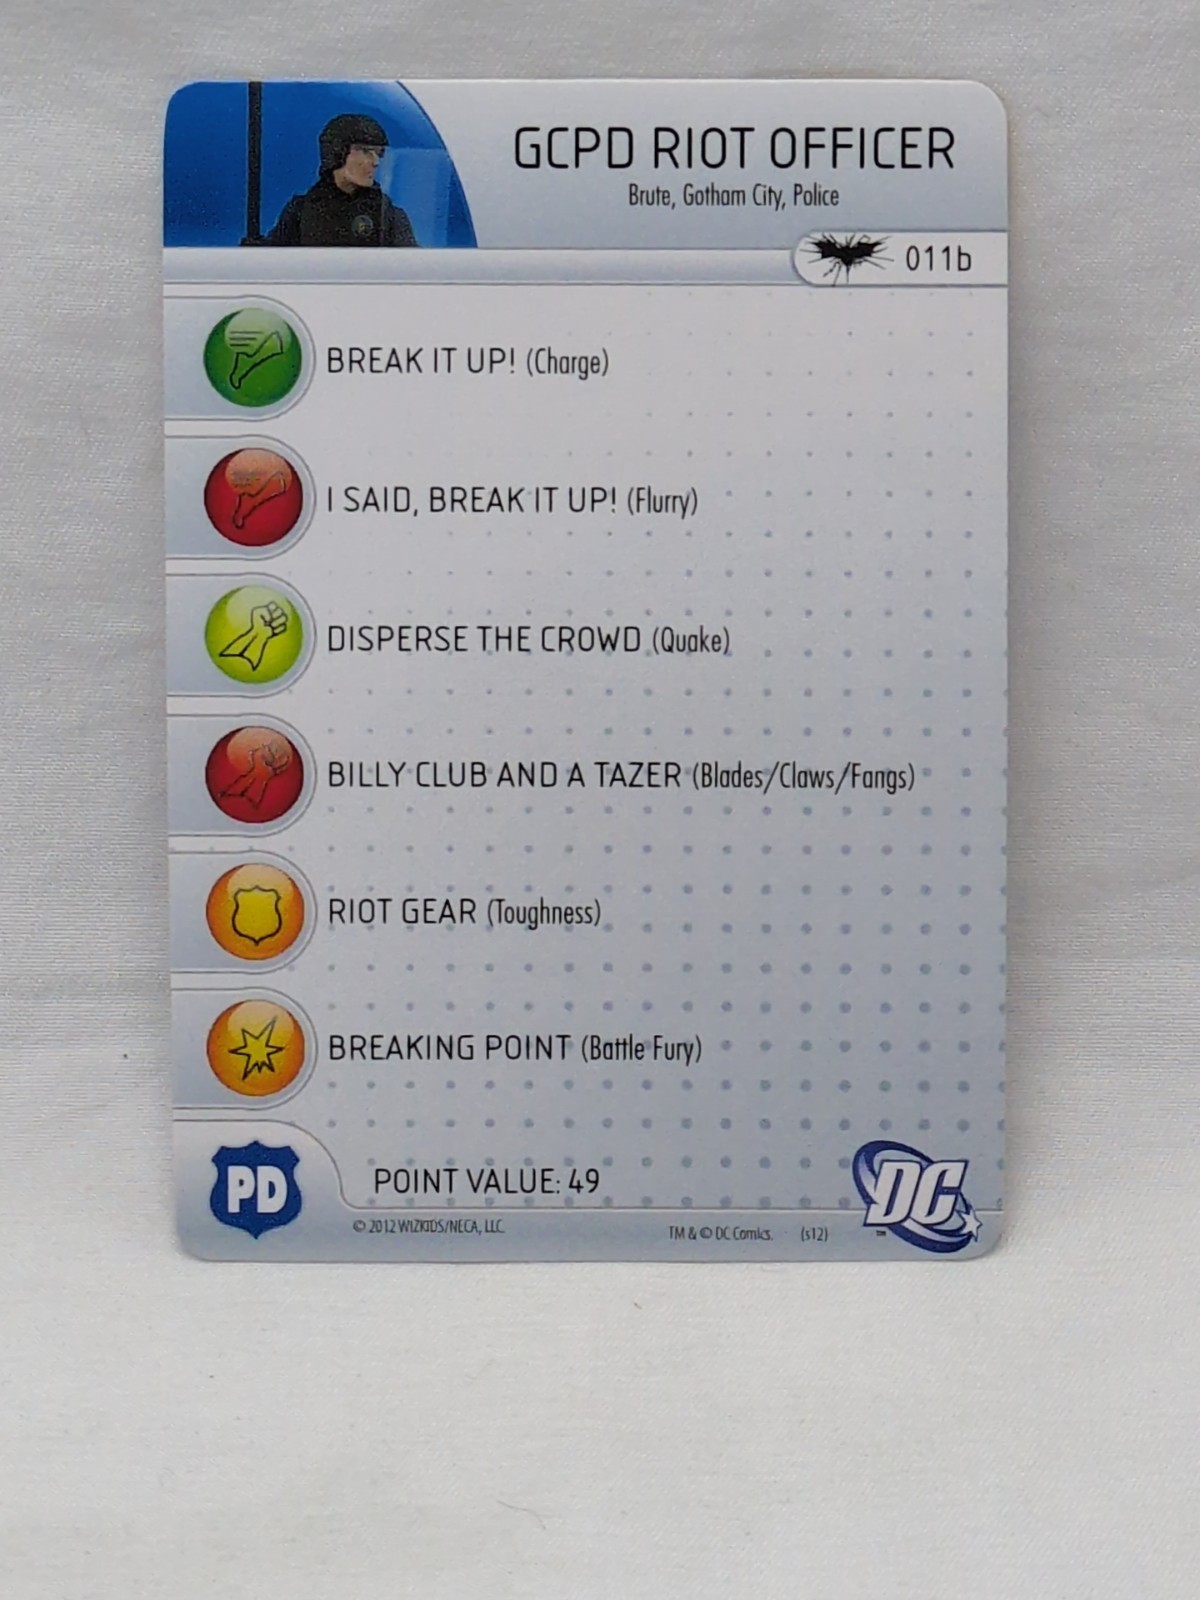 GCPD RIOT OFFICER
Brute, Gotham City, Police
011b
BREAK IT UP! (Charge)
I SAID, BREAK IT UP! (Flurry)
DISPERSE THE CROWD (Quake)
BILLY CLUB AND A TAZER (Blades/Claws/Fangs)
RIOT GEAR (Toughness)
BREAKING POINT (Battle Fury)
PD
POINT VALUE: 49
DC
TM
© 2012 WIZKIDS/NECA, LLC.
TM & © DC Comics. (s12)